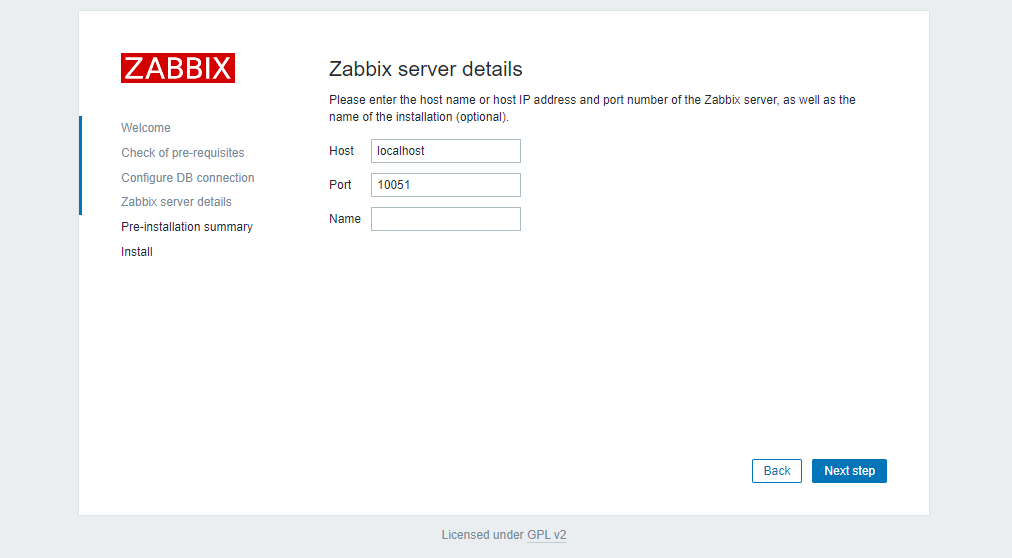 ZABBIX
Welcome
Check of pre-requisites
Configure DB connection
Zabbix server details
Pre-installation summary
Install
Zabbix server details
Please enter the host name or host IP address and port number of the Zabbix server, as well as the
name of the installation (optional).
Host localhost
Port 10051
Name
Back Next step
Licensed under GPL v2